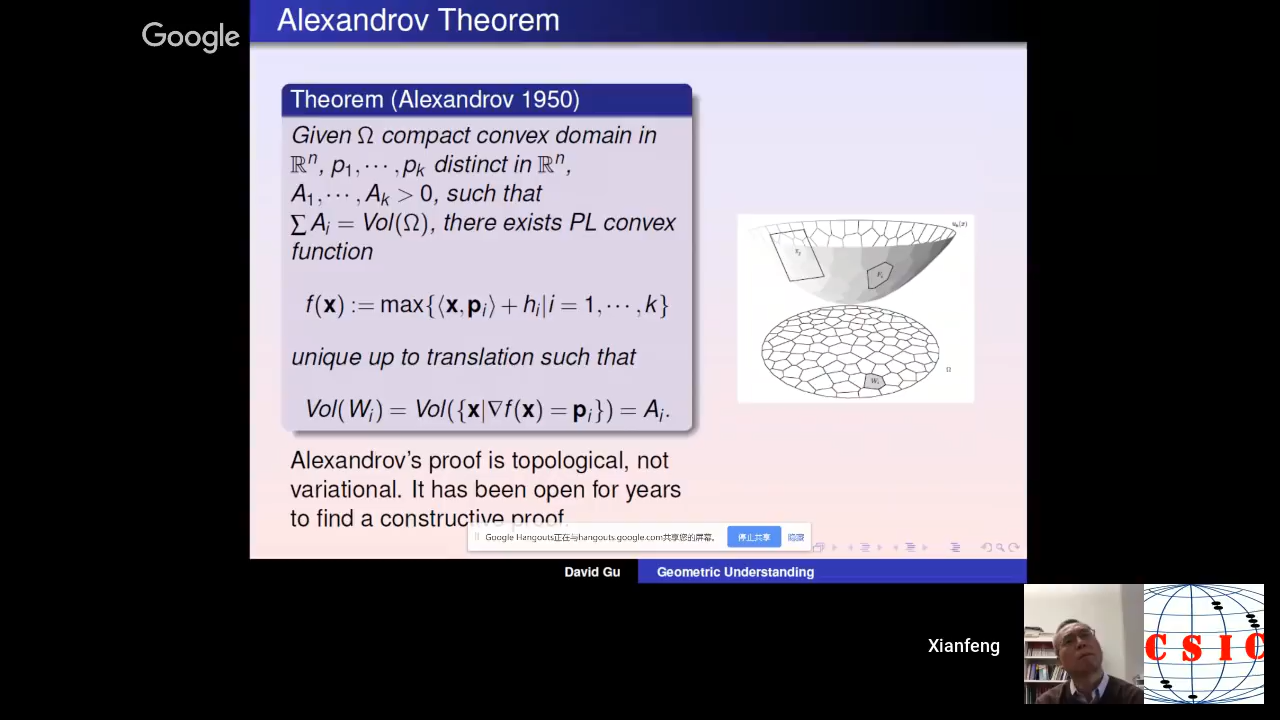 Google
Alexandrov Theorem
Theorem (Alexandrov 1950)
Given Ω compact convex domain in
ℝⁿ, p₁, ⋯ , pₖ distinct in ℝⁿ,
A₁, ⋯ , Aₖ > 0, such that
∑ Aᵢ = Vol(Ω), there exists PL convex
function
f(x) := max{⟨x, pᵢ⟩ + hᵢ|i = 1, ⋯ , k}
unique up to translation such that
Vol(Wᵢ) = Vol({x|∇f(x) = pᵢ}) = Aᵢ.
uₕ(x)
Fⱼ
Fᵢ
Wᵢ
Ω
Alexandrov's proof is topological, not
variational. It has been open for years
to find a constructive proof.
Google Hangouts正在与hangouts.google.com共享您的屏幕。 停止共享 隐藏
David Gu Geometric Understanding
Xianfeng
CSIC